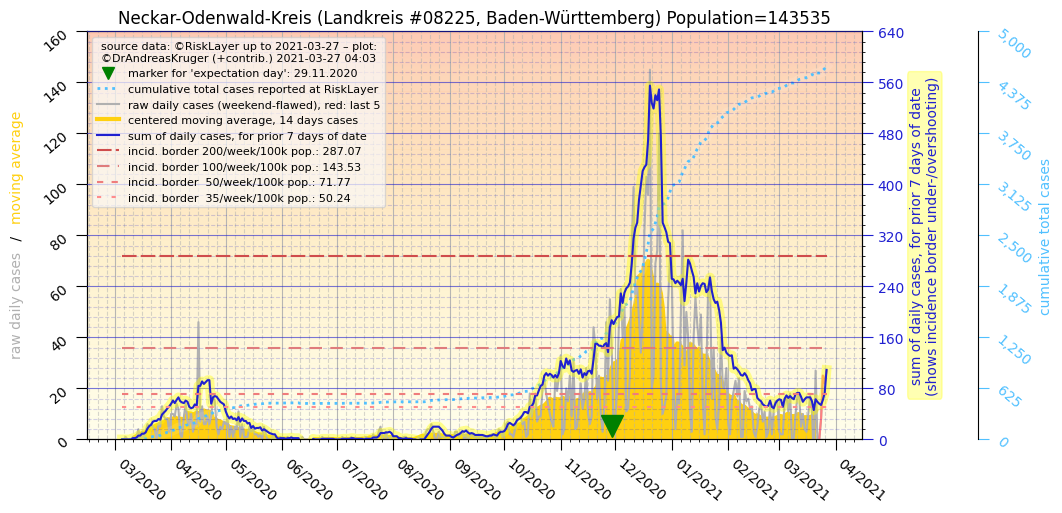 Neckar-Odenwald-Kreis (Landkreis #08225, Baden-Württemberg) Population=143535
source data: ©RiskLayer up to 2021-03-27 – plot:
©DrAndreasKruger (+contrib.) 2021-03-27 04:03
marker for 'expectation day': 29.11.2020
cumulative total cases reported at RiskLayer
raw daily cases (weekend-flawed), red: last 5
centered moving average, 14 days cases
sum of daily cases, for prior 7 days of date
incid. border 200/week/100k pop.: 287.07
incid. border 100/week/100k pop.: 143.53
incid. border  50/week/100k pop.: 71.77
incid. border  35/week/100k pop.: 50.24
raw daily cases  /  moving average
160
140
120
100
80
60
40
20
0
03/2020
04/2020
05/2020
06/2020
07/2020
08/2020
09/2020
10/2020
11/2020
12/2020
01/2021
02/2021
03/2021
04/2021
640
560
480
400
320
240
160
80
0
sum of daily cases, for prior 7 days of date
(shows incidence border under-/overshooting)
5,000
4,375
3,750
3,125
2,500
1,875
1,250
625
0
cumulative total cases